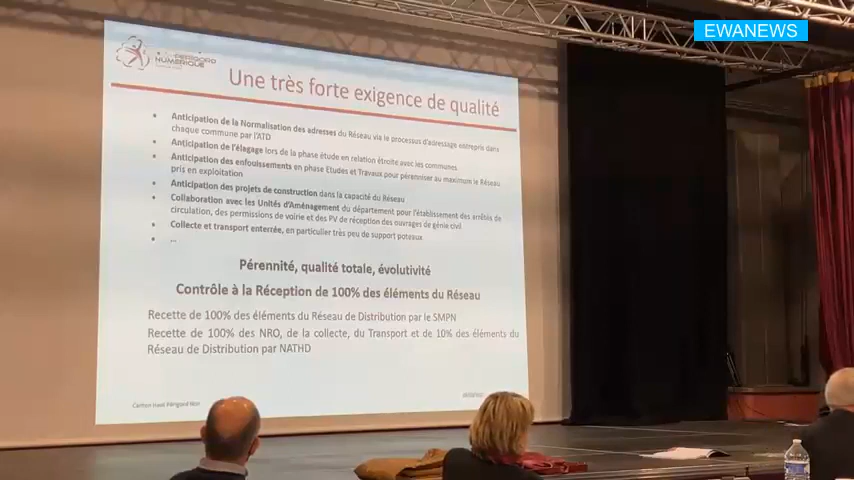 EWANEWS
PERIGORD
NUMERIQUE
Une très forte exigence de qualité
• Anticipation de la Normalisation des adresses du Réseau via le processus d'adressage entrepris dans
chaque commune par l'ATD
• Anticipation de l'élagage lors de la phase étude en relation étroite avec les communes
• Anticipation des enfouissements en phase Etudes et Travaux pour pérenniser au maximum le Réseau
pris en exploitation
• Anticipation des projets de construction dans la capacité du Réseau
• Collaboration avec les Unités d'Aménagement du département pour l'établissement des arrêtés de
circulation, des permissions de voirie et des PV de réception des ouvrages de génie civil
• Collecte et transport enterrée, en particulier très peu de support poteaux
• ...
Pérennité, qualité totale, évolutivité
Contrôle à la Réception de 100% des éléments du Réseau
Recette de 100% des éléments du Réseau de Distribution par le SMPN
Recette de 100% des NRO, de la collecte, du Transport et de 10% des éléments du
Réseau de Distribution par NATHD
Canton Haut Périgord Noir